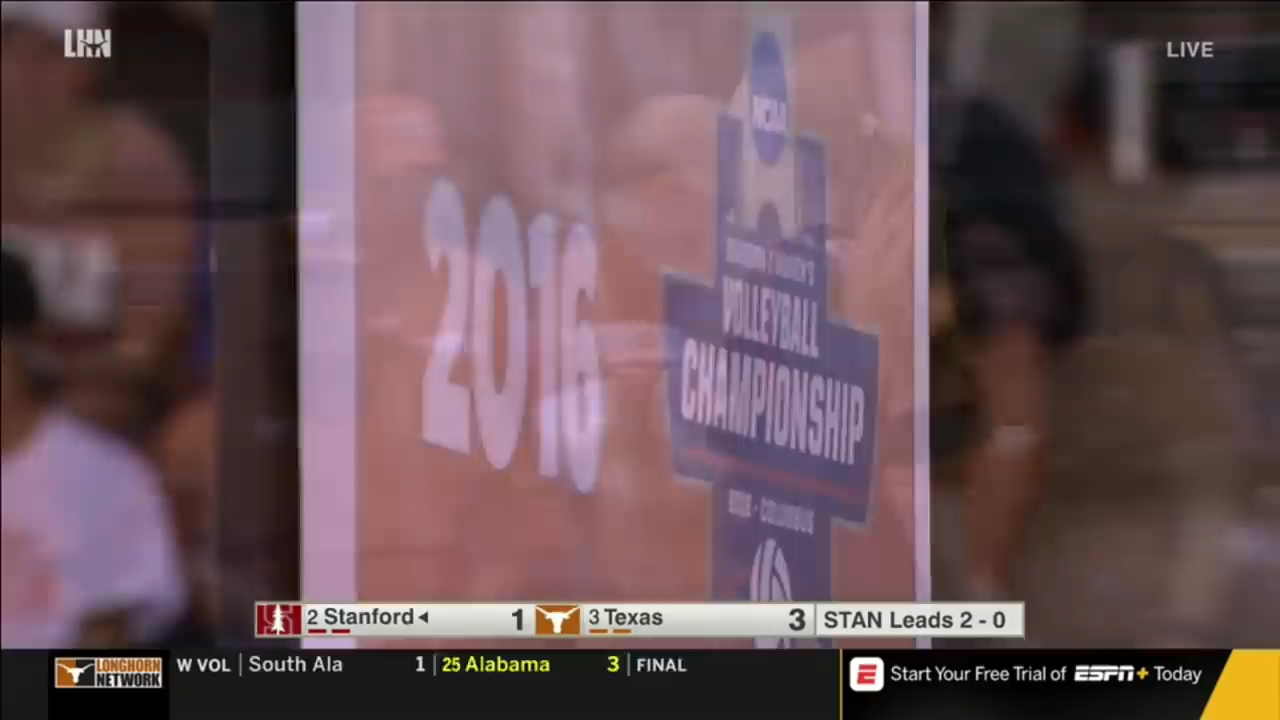 LHN
LIVE
2016
NCAA
VOLLEYBALL
CHAMPIONSHIP
COLUMBUS
2 Stanford 1 3 Texas 3 STAN Leads 2 - 0
LONGHORN NETWORK W VOL South Ala 1 25 Alabama 3 FINAL
Start Your Free Trial of ESPN+ Today